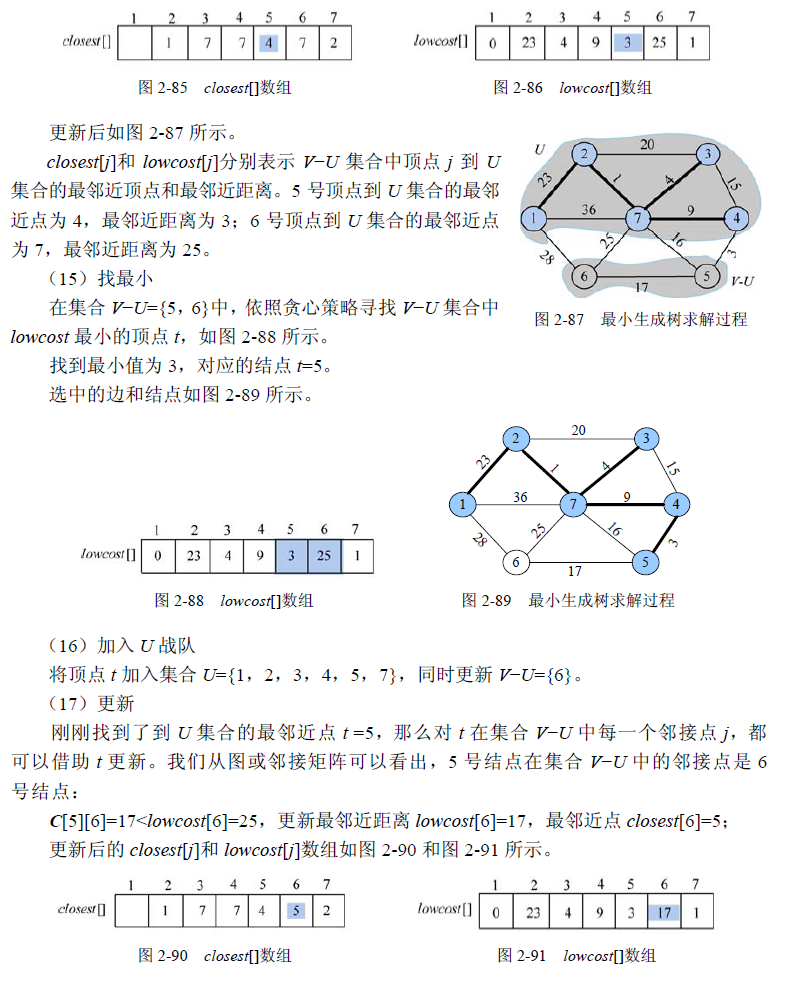 1 2 3 4 5 6 7
closest[] 1 7 7 4 7 2
图 2-85 closest[]数组
1 2 3 4 5 6 7
lowcost[] 0 23 4 9 3 25 1
图 2-86 lowcost[]数组
更新后如图 2-87 所示。
closest[j]和 lowcost[j]分别表示 V−U 集合中顶点 j 到 U
集合的最邻近顶点和最邻近距离。5 号顶点到 U 集合的最邻
近点为 4，最邻近距离为 3；6 号顶点到 U 集合的最邻近点
为 7，最邻近距离为 25。
（15）找最小
在集合 V−U={5，6}中，依照贪心策略寻找 V−U 集合中
lowcost 最小的顶点 t，如图 2-88 所示。
找到最小值为 3，对应的结点 t=5。
选中的边和结点如图 2-89 所示。
U
2 20 3
23 1 4 15
1 36 7 9 4
28 25 16 3
6 17 5 V-U
图 2-87 最小生成树求解过程
1 2 3 4 5 6 7
lowcost[] 0 23 4 9 3 25 1
图 2-88 lowcost[]数组
2 20 3
23 1 4 15
1 36 7 9 4
28 25 16 3
6 17 5
图 2-89 最小生成树求解过程
（16）加入 U 战队
将顶点 t 加入集合 U={1，2，3，4，5，7}，同时更新 V−U={6}。
（17）更新
刚刚找到了到 U 集合的最邻近点 t =5，那么对 t 在集合 V−U 中每一个邻接点 j，都
可以借助 t 更新。我们从图或邻接矩阵可以看出，5 号结点在集合 V−U 中的邻接点是 6
号结点：
C[5][6]=17<lowcost[6]=25，更新最邻近距离 lowcost[6]=17，最邻近点 closest[6]=5；
更新后的 closest[j]和 lowcost[j]数组如图 2-90 和图 2-91 所示。
1 2 3 4 5 6 7
closest[] 1 7 7 4 5 2
图 2-90 closest[]数组
1 2 3 4 5 6 7
lowcost[] 0 23 4 9 3 17 1
图 2-91 lowcost[]数组